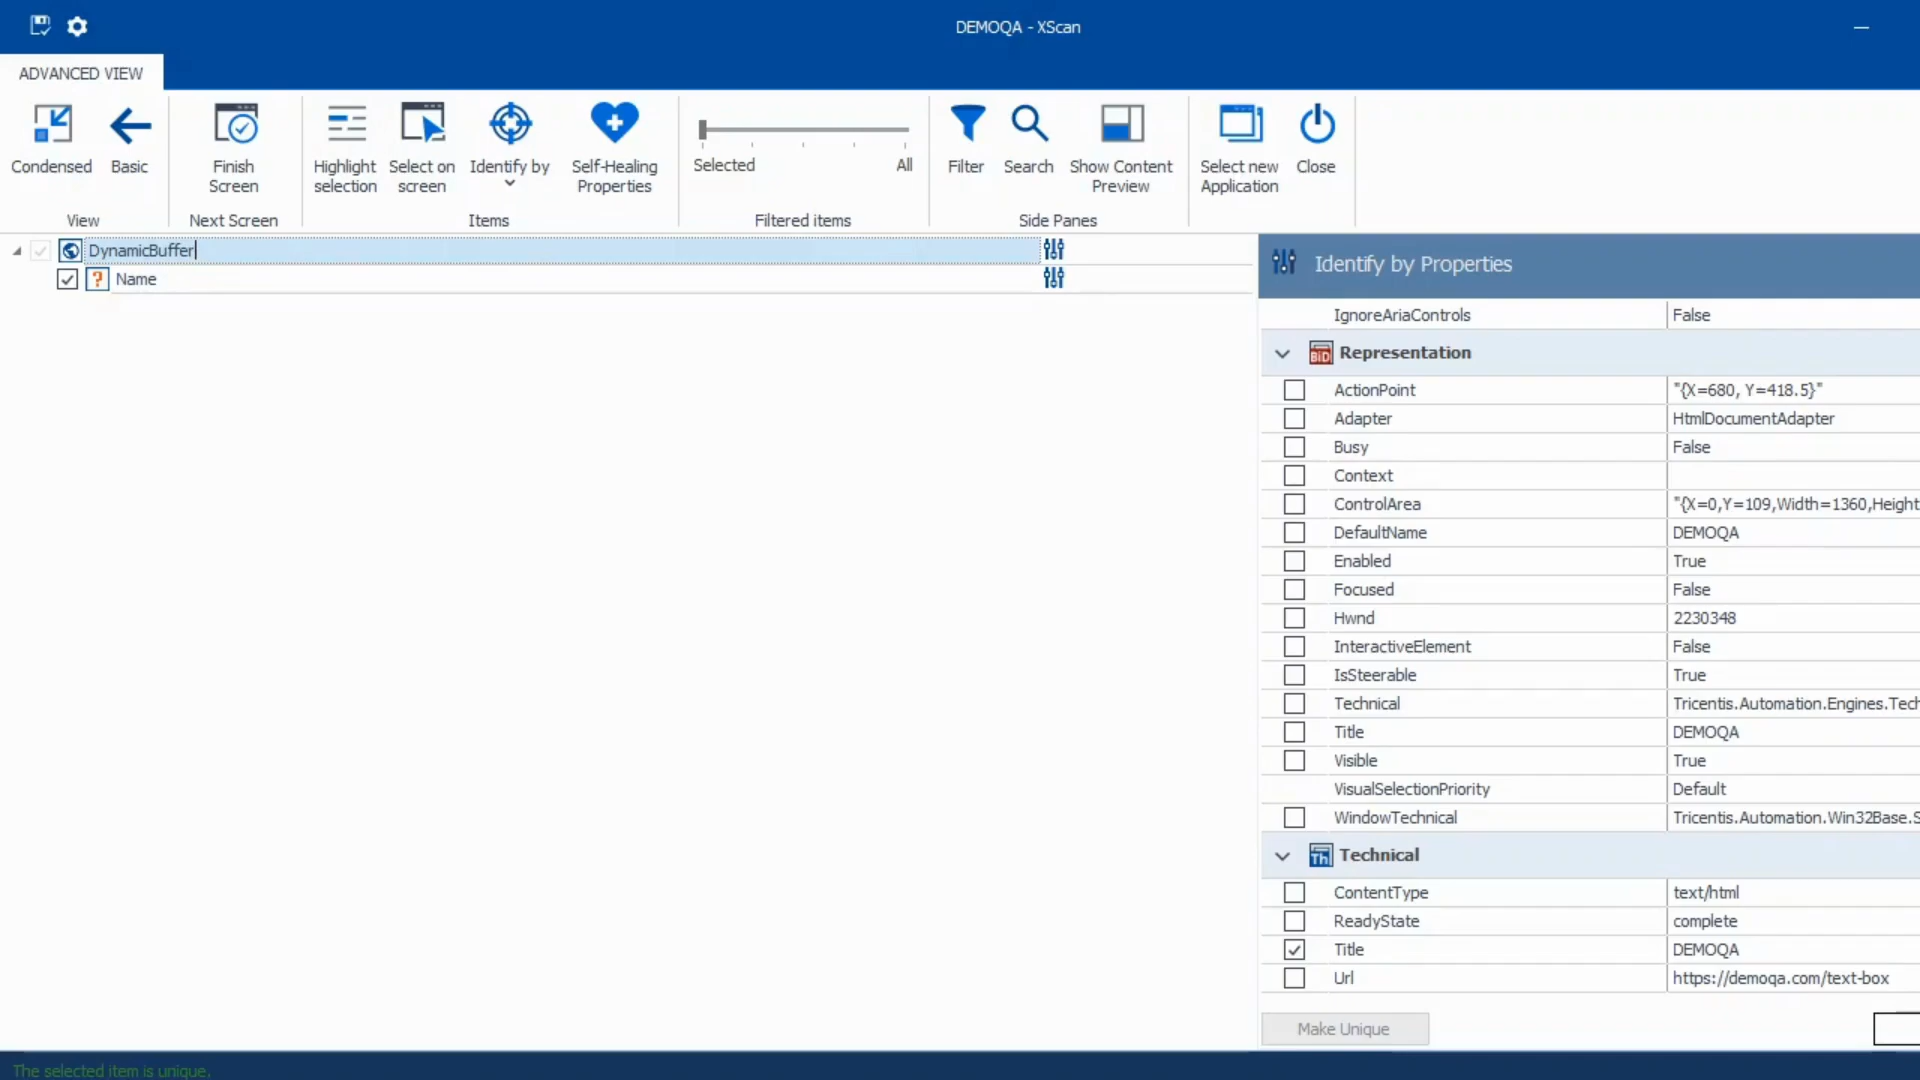 DEMOQA - XScan
ADVANCED VIEW
Condensed
Basic
View
Finish
Screen
Next Screen
Highlight
selection
Select on
screen
Identify by
Self-Healing
Properties
Items
Selected
All
Filtered items
Filter
Search
Show Content
Preview
Side Panes
Select new
Application
Close
DynamicBuffer
? Name
Identify by Properties
IgnoreAriaControls False
BiD Representation
ActionPoint "{X=680, Y=418.5}"
Adapter HtmlDocumentAdapter
Busy False
Context
ControlArea "{X=0,Y=109,Width=1360,Height
DefaultName DEMOQA
Enabled True
Focused False
Hwnd 2230348
InteractiveElement False
IsSteerable True
Technical Tricentis.Automation.Engines.Tech
Title DEMOQA
Visible True
VisualSelectionPriority Default
WindowTechnical Tricentis.Automation.Win32Base.S
Th Technical
ContentType text/html
ReadyState complete
Title DEMOQA
Url https://demoqa.com/text-box
Make Unique
The selected item is unique.